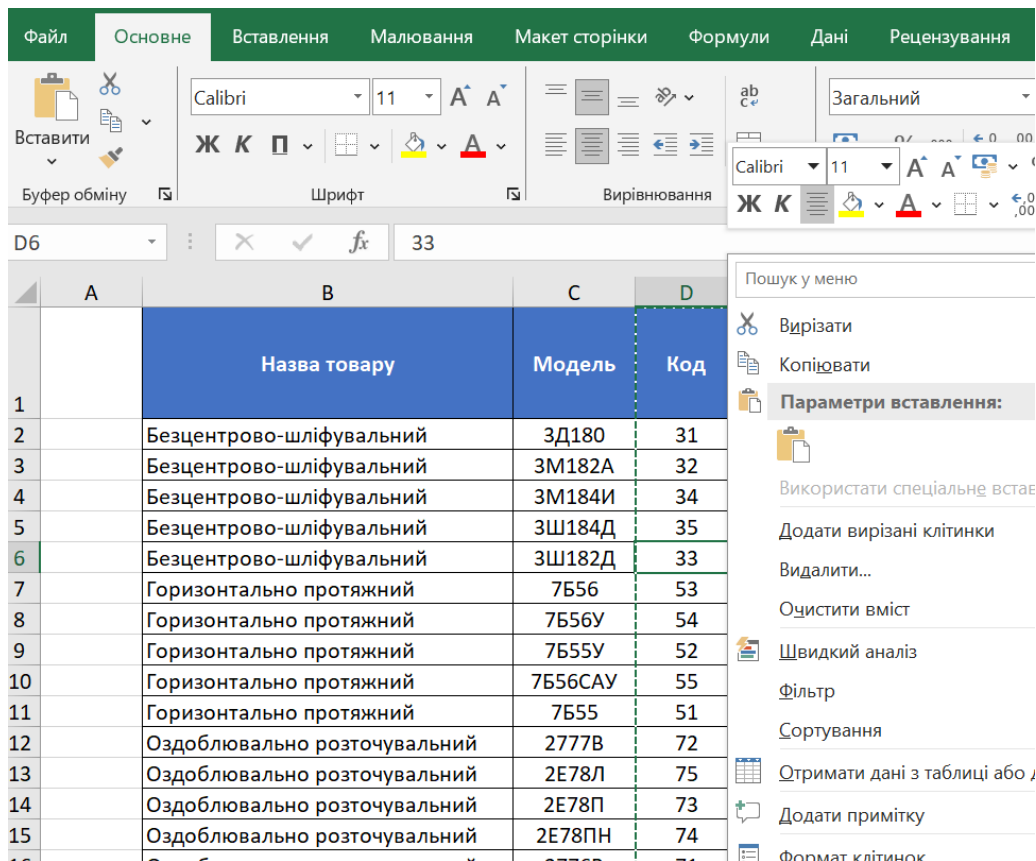 Файл Основне Вставлення Малювання Макет сторінки Формули Дані Рецензування
Вставити
Calibri 11
Ж К П
ab
Загальний
Буфер обміну Шрифт Вирівнювання
Calibri 11
Ж К
D6 fx 33
A B C D
1 Назва товару Модель Код
2 Безцентрово-шліфувальний 3Д180 31
3 Безцентрово-шліфувальний 3М182А 32
4 Безцентрово-шліфувальний 3М184И 34
5 Безцентрово-шліфувальний 3Ш184Д 35
6 Безцентрово-шліфувальний 3Ш182Д 33
7 Горизонтально протяжний 7Б56 53
8 Горизонтально протяжний 7Б56У 54
9 Горизонтально протяжний 7Б55У 52
10 Горизонтально протяжний 7Б56САУ 55
11 Горизонтально протяжний 7Б55 51
12 Оздоблювально розточувальний 2777В 72
13 Оздоблювально розточувальний 2Е78Л 75
14 Оздоблювально розточувальний 2Е78П 73
15 Оздоблювально розточувальний 2Е78ПН 74
Пошук у меню
Вирізати
Копіювати
Параметри вставлення:
Використати спеціальне встав
Додати вирізані клітинки
Видалити...
Очистити вміст
Швидкий аналіз
Фільтр
Сортування
Отримати дані з таблиці або
Додати примітку
Формат клітинок